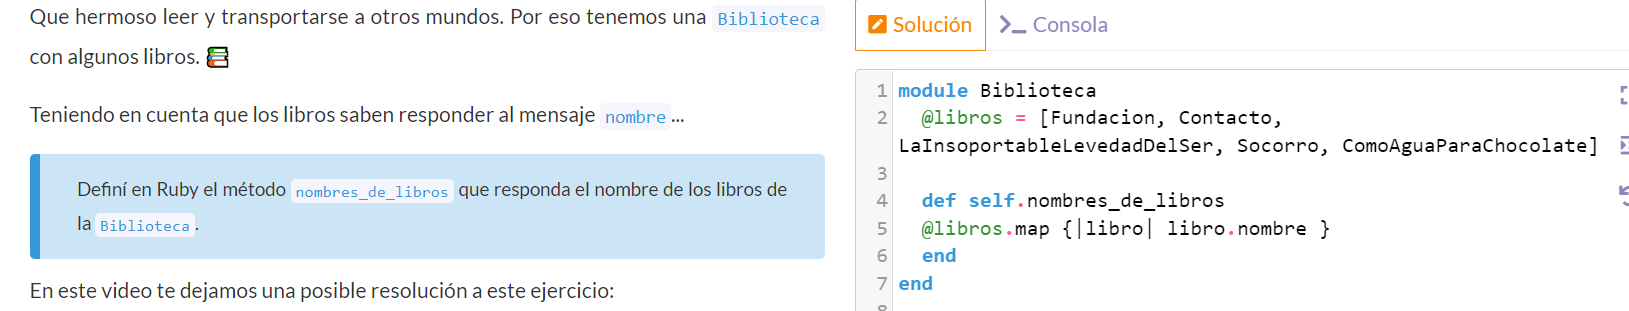 Que hermoso leer y transportarse a otros mundos. Por eso tenemos una Biblioteca
con algunos libros. 📚
Teniendo en cuenta que los libros saben responder al mensaje nombre...
Definí en Ruby el método nombres_de_libros que responda el nombre de los libros de
la Biblioteca.
En este video te dejamos una posible resolución a este ejercicio:
Solución
Consola
1 module Biblioteca
2 @libros = [Fundacion, Contacto,
LaInsoportableLevedadDelSer, Socorro, ComoAguaParaChocolate]
3
4 def self.nombres_de_libros
5 @libros.map {|libro| libro.nombre }
6 end
7 end